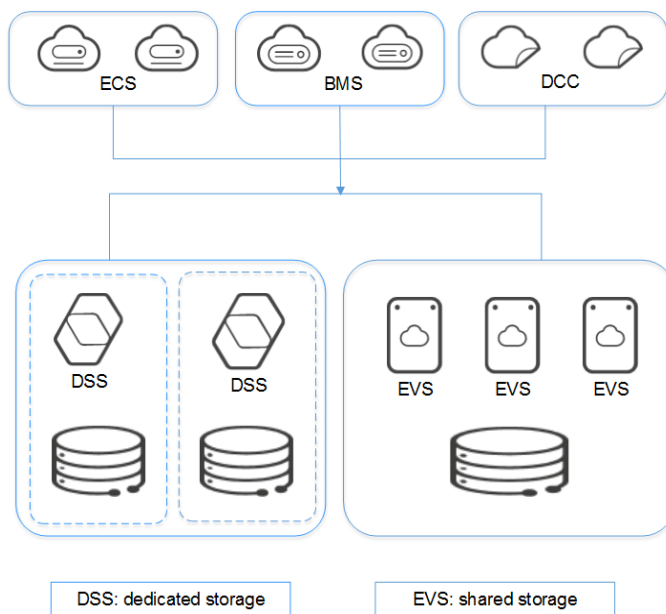 ECS
BMS
DCC
DSS
DSS
EVS
EVS
EVS
DSS: dedicated storage
EVS: shared storage